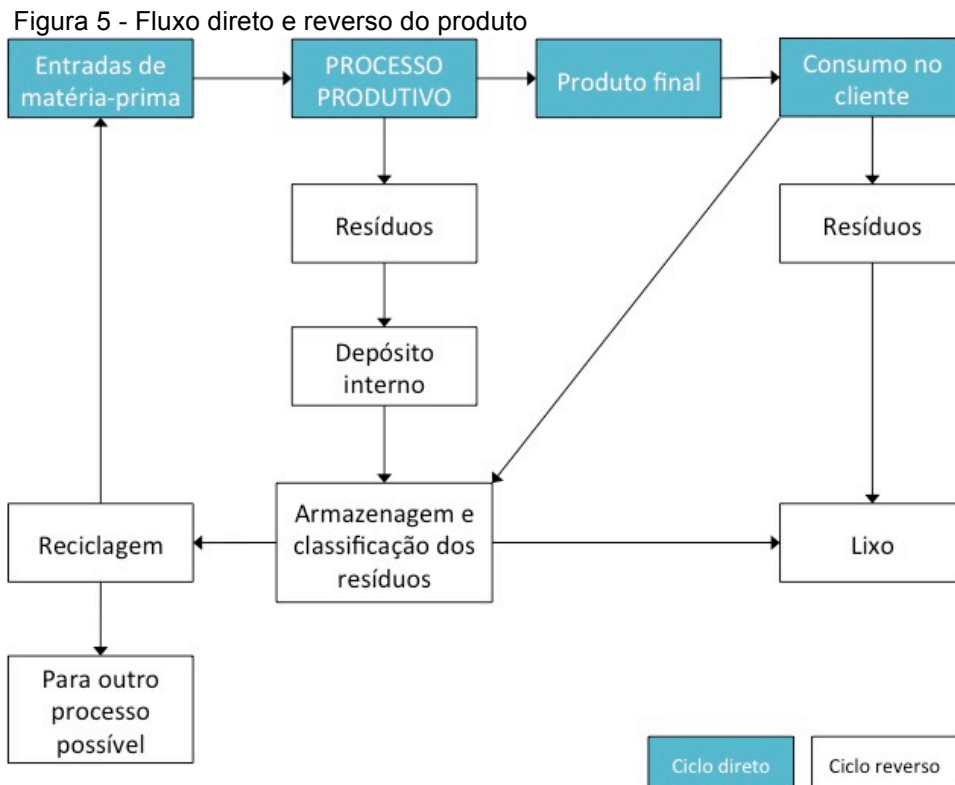 Figura 5 - Fluxo direto e reverso do produto
Entradas de
matéria-prima
PROCESSO
PRODUTIVO
Produto final
Consumo no
cliente
Resíduos
Resíduos
Depósito
interno
Reciclagem
Armazenagem e
classificação dos
resíduos
Lixo
Para outro
processo
possível
Ciclo direto
Ciclo reverso